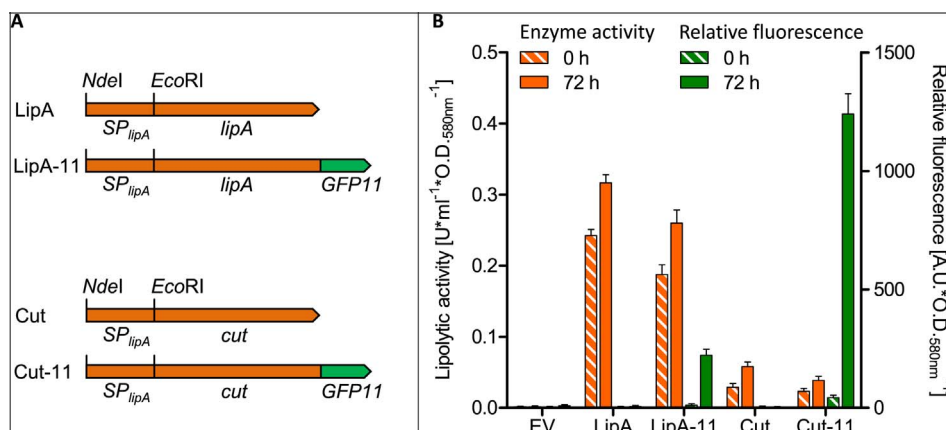 A
NdeI EcoRI
LipA
SPlipA lipA
LipA-11
SPlipA lipA GFP11
NdeI EcoRI
Cut
SPlipA cut
Cut-11
SPlipA cut GFP11
B
Enzyme activity Relative fluorescence
0 h 0 h
72 h 72 h
Lipolytic activity [U*ml-1*O.D.580nm-1]
0.5
0.4
0.3
0.2
0.1
0.0
1500
1000
500
0
Relative fluorescence [A.U.*O.D.580nm-1]
EV LipA LipA-11 Cut Cut-11